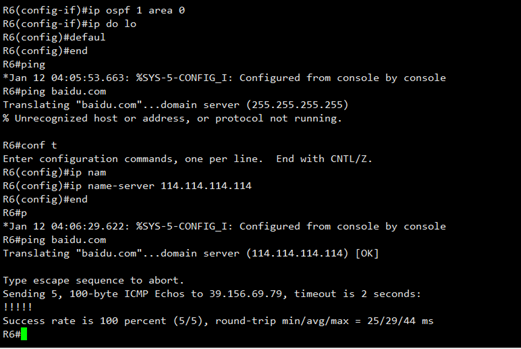 R6(config-if)#ip ospf 1 area 0
R6(config-if)#ip do lo
R6(config)#defaul
R6(config)#end
R6#ping
*Jan 12 04:05:53.663: %SYS-5-CONFIG_I: Configured from console by console
R6#ping baidu.com
Translating "baidu.com"...domain server (255.255.255.255)
% Unrecognized host or address, or protocol not running.

R6#conf t
Enter configuration commands, one per line.  End with CNTL/Z.
R6(config)#ip nam
R6(config)#ip name-server 114.114.114.114
R6(config)#end
R6#p
*Jan 12 04:06:29.622: %SYS-5-CONFIG_I: Configured from console by console
R6#ping baidu.com
Translating "baidu.com"...domain server (114.114.114.114) [OK]

Type escape sequence to abort.
Sending 5, 100-byte ICMP Echos to 39.156.69.79, timeout is 2 seconds:
!!!!!
Success rate is 100 percent (5/5), round-trip min/avg/max = 25/29/44 ms
R6#